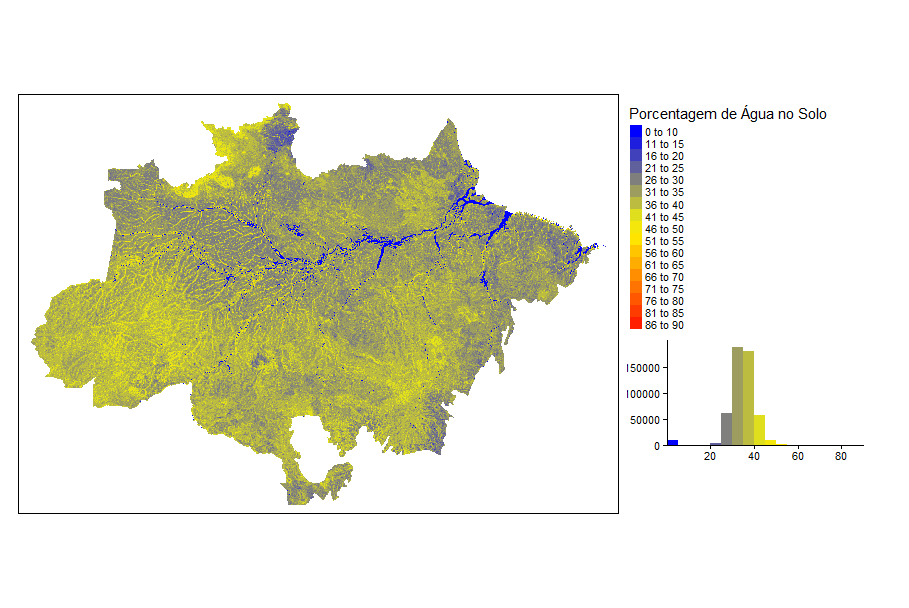 Porcentagem de Água no Solo
0 to 10
11 to 15
16 to 20
21 to 25
26 to 30
31 to 35
36 to 40
41 to 45
46 to 50
51 to 55
56 to 60
61 to 65
66 to 70
71 to 75
76 to 80
81 to 85
86 to 90
150000
100000
50000
0
20 40 60 80